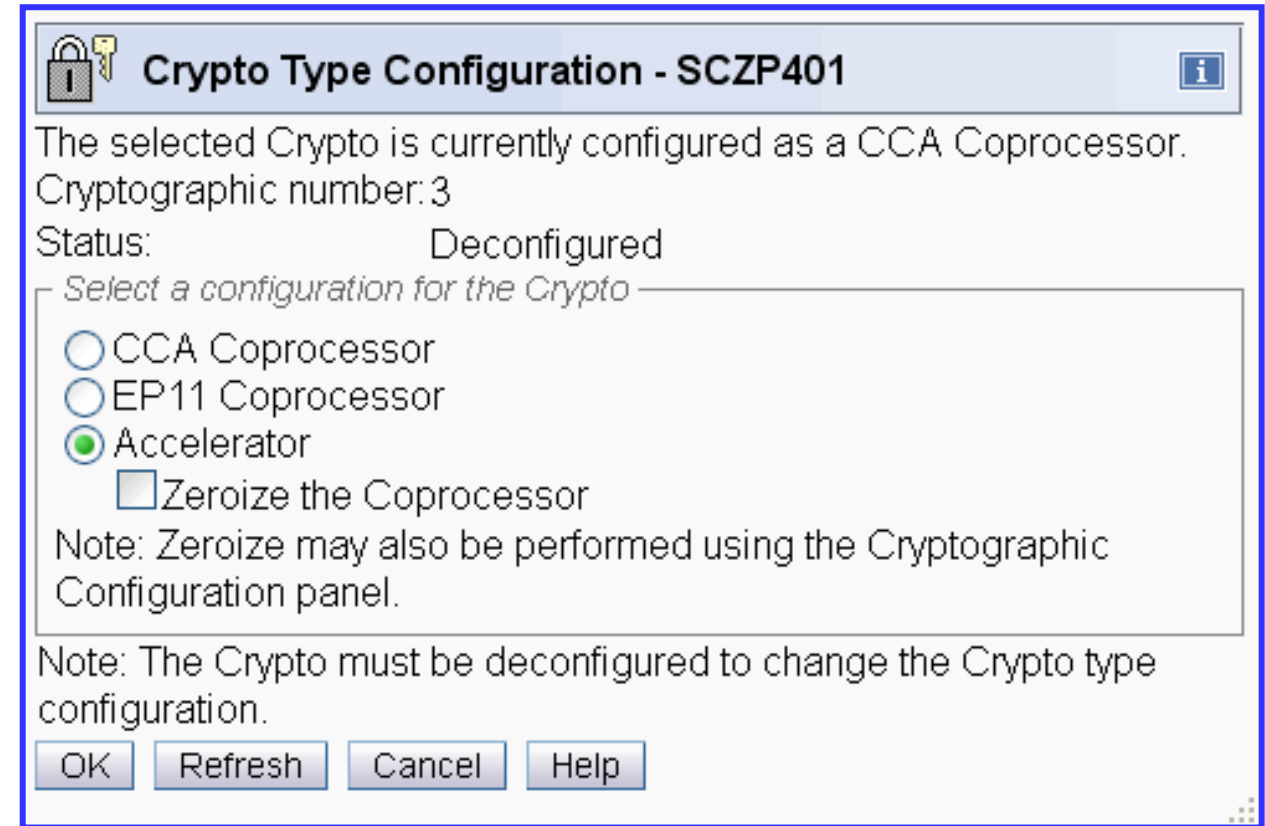 Crypto Type Configuration - SCZP401
The selected Crypto is currently configured as a CCA Coprocessor.
Cryptographic number: 3
Status: Deconfigured
Select a configuration for the Crypto
CCA Coprocessor
EP11 Coprocessor
Accelerator
Zeroize the Coprocessor
Note: Zeroize may also be performed using the Cryptographic
Configuration panel.
Note: The Crypto must be deconfigured to change the Crypto type
configuration.
OK Refresh Cancel Help